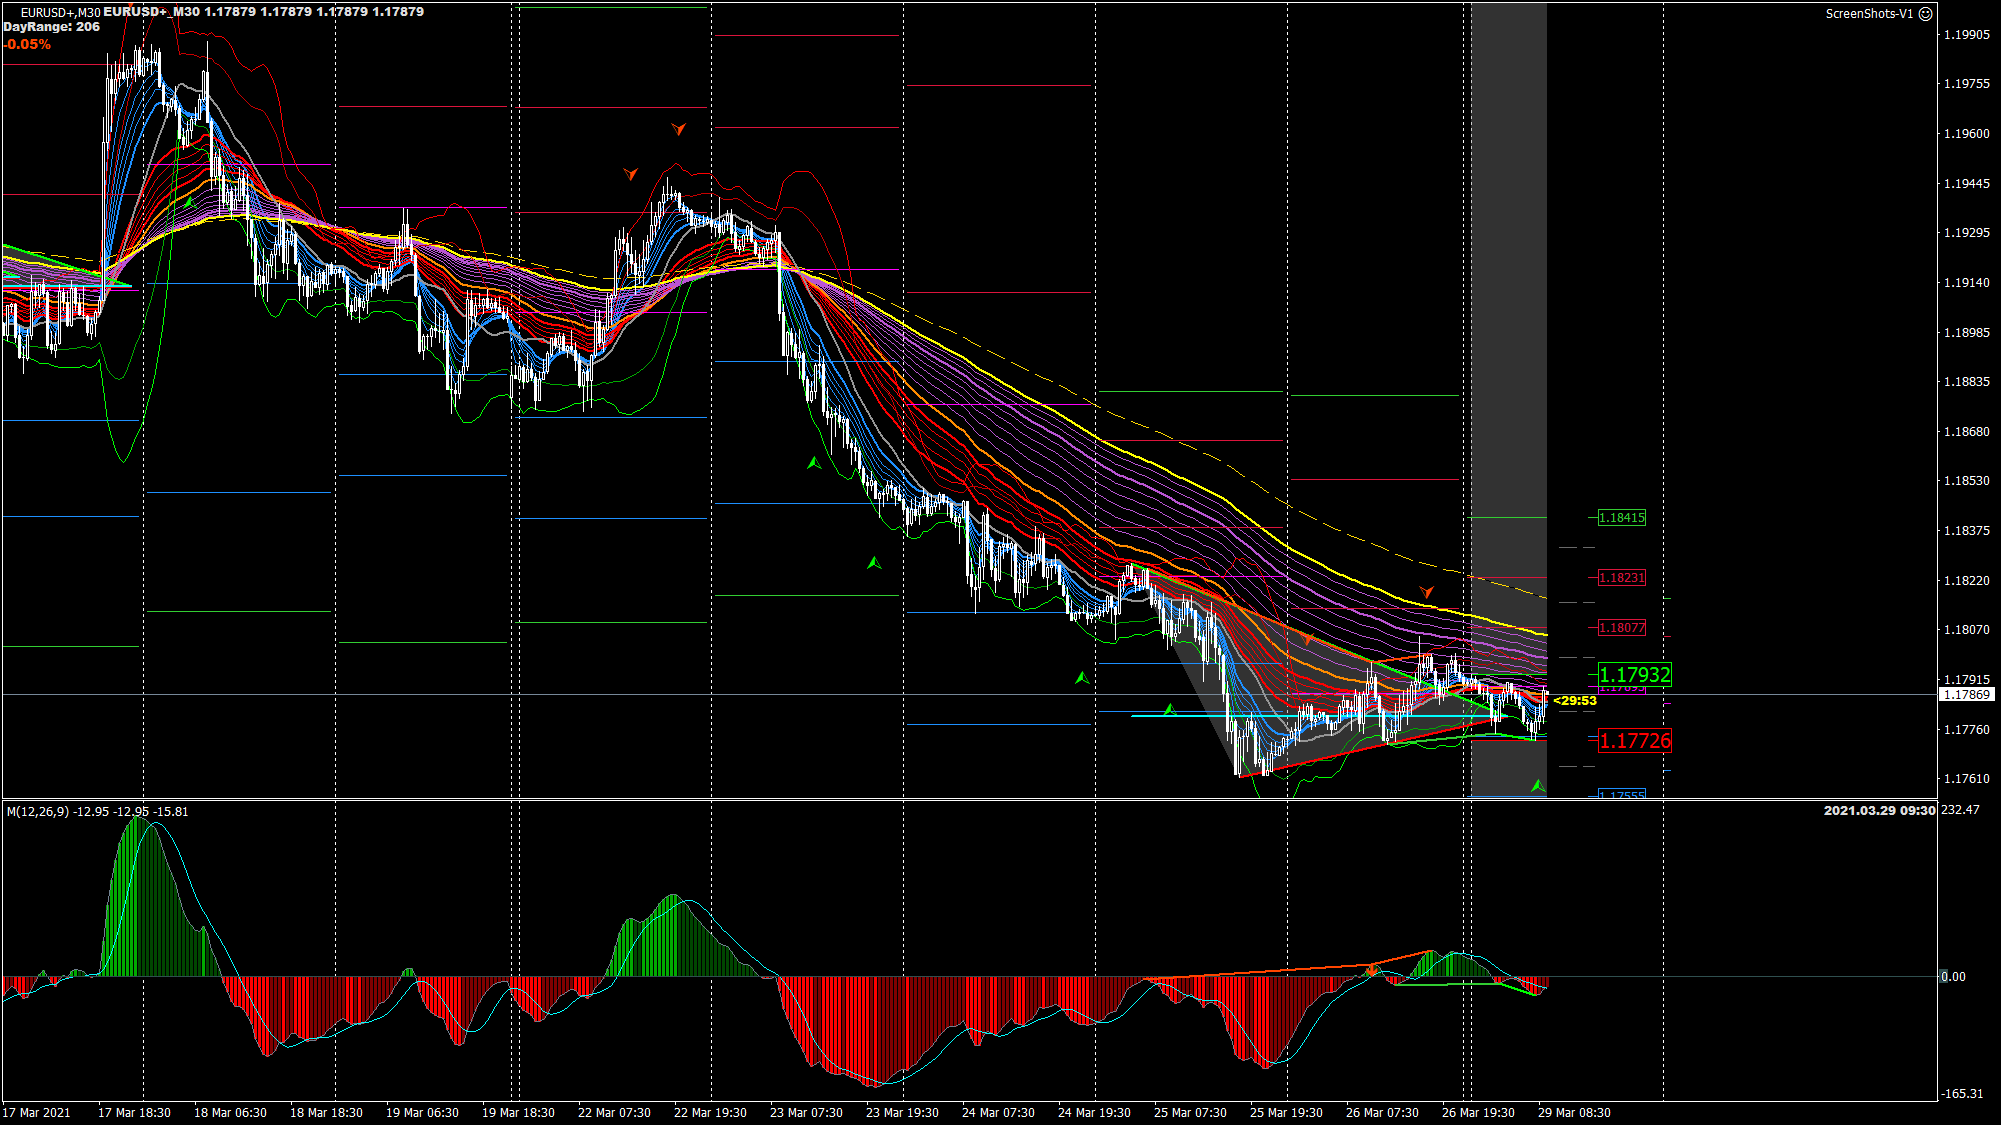 EURUSD+,M30
EURUSD+_M30 1.17879 1.17879 1.17879 1.17879
DayRange: 206
-0.05%
ScreenShots-V1
1.19905
1.19755
1.19600
1.19445
1.19295
1.19140
1.18985
1.18835
1.18680
1.18530
1.18375
1.18220
1.18070
1.17915
1.17869
1.17760
1.17610
1.18415
1.18231
1.18077
1.17932
<29:53
1.17726
1.17555
M(12,26,9) -12.95 -12.95 -15.81
2021.03.29 09:30
232.47
0.00
-165.31
17 Mar 2021
17 Mar 18:30
18 Mar 06:30
18 Mar 18:30
19 Mar 06:30
19 Mar 18:30
22 Mar 07:30
22 Mar 19:30
23 Mar 07:30
23 Mar 19:30
24 Mar 07:30
24 Mar 19:30
25 Mar 07:30
25 Mar 19:30
26 Mar 07:30
26 Mar 19:30
29 Mar 08:30